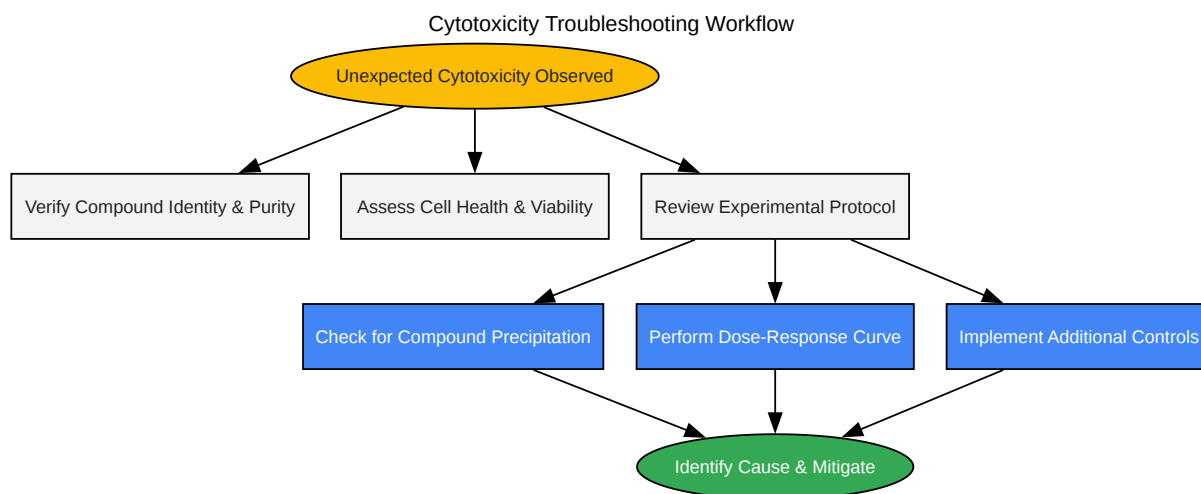 Cytotoxicity Troubleshooting Workflow
Unexpected Cytotoxicity Observed
Verify Compound Identity & Purity
Assess Cell Health & Viability
Review Experimental Protocol
Check for Compound Precipitation
Perform Dose-Response Curve
Implement Additional Controls
Identify Cause & Mitigate